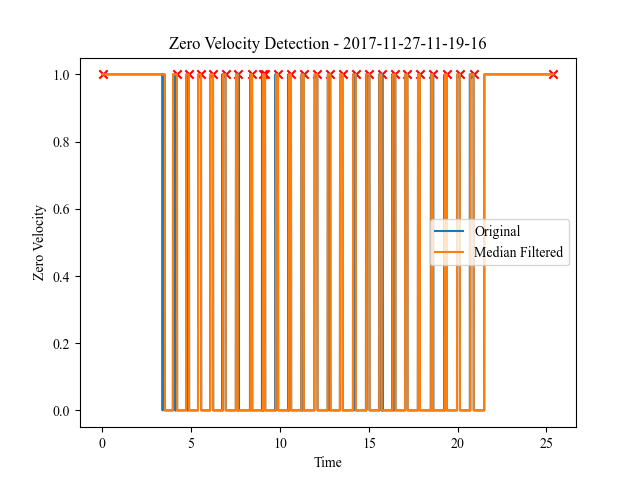 Zero Velocity Detection - 2017-11-27-11-19-16
1.0
0.8
0.6
0.4
0.2
0.0
Zero Velocity
Original
Median Filtered
0 5 10 15 20 25
Time